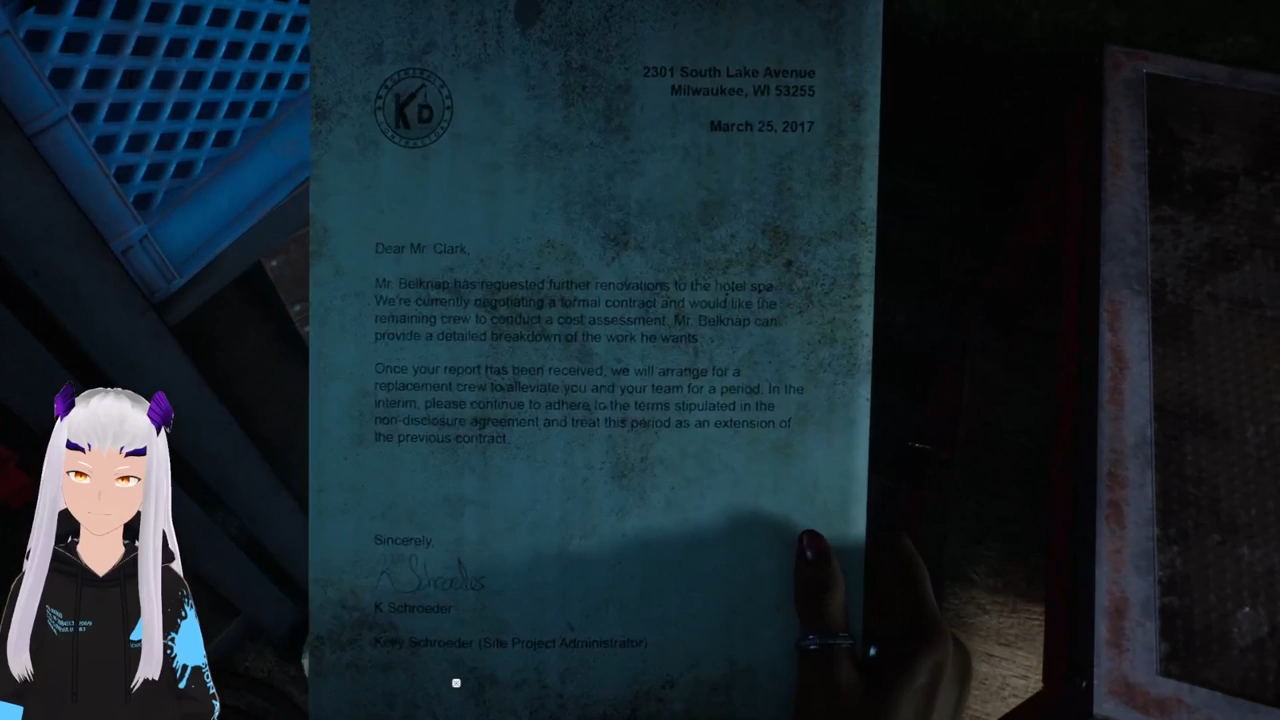 KD
2301 South Lake Avenue
Milwaukee, WI 53255
March 25, 2017
Dear Mr. Clark,
Mr. Belknap has requested further renovations to the hotel spa.
We're currently negotiating a formal contract and would like the
remaining crew to conduct a cost assessment. Mr. Belknap can
provide a detailed breakdown of the work he wants.
Once your report has been received, we will arrange for a
replacement crew to alleviate you and your team for a period. In the
interim, please continue to adhere to the terms stipulated in the
non-disclosure agreement and treat this period as an extension of
the previous contract.
Sincerely,
K Schroeder
K Schroeder
Schroeder (Site Project Administrator)